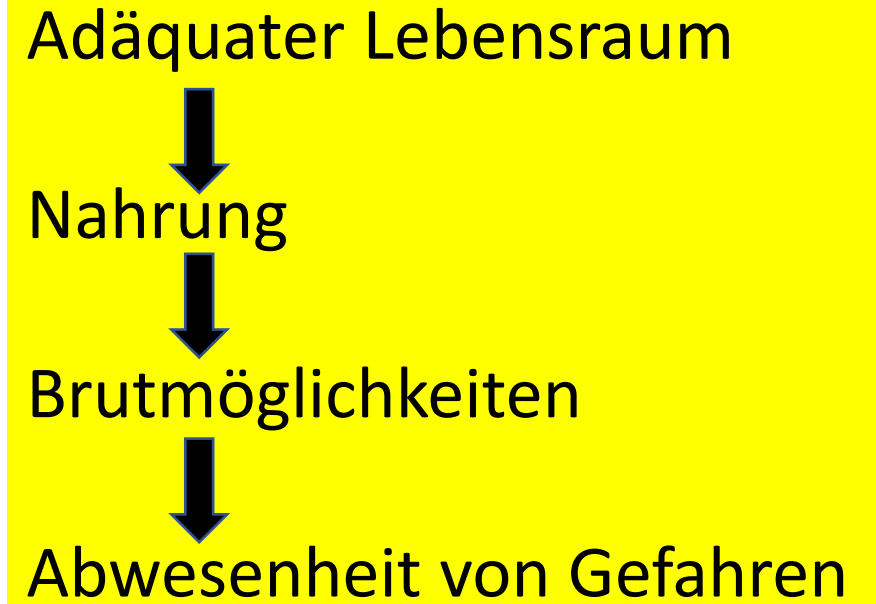 Adäquater Lebensraum
Nahrung
Brutmöglichkeiten
Abwesenheit von Gefahren